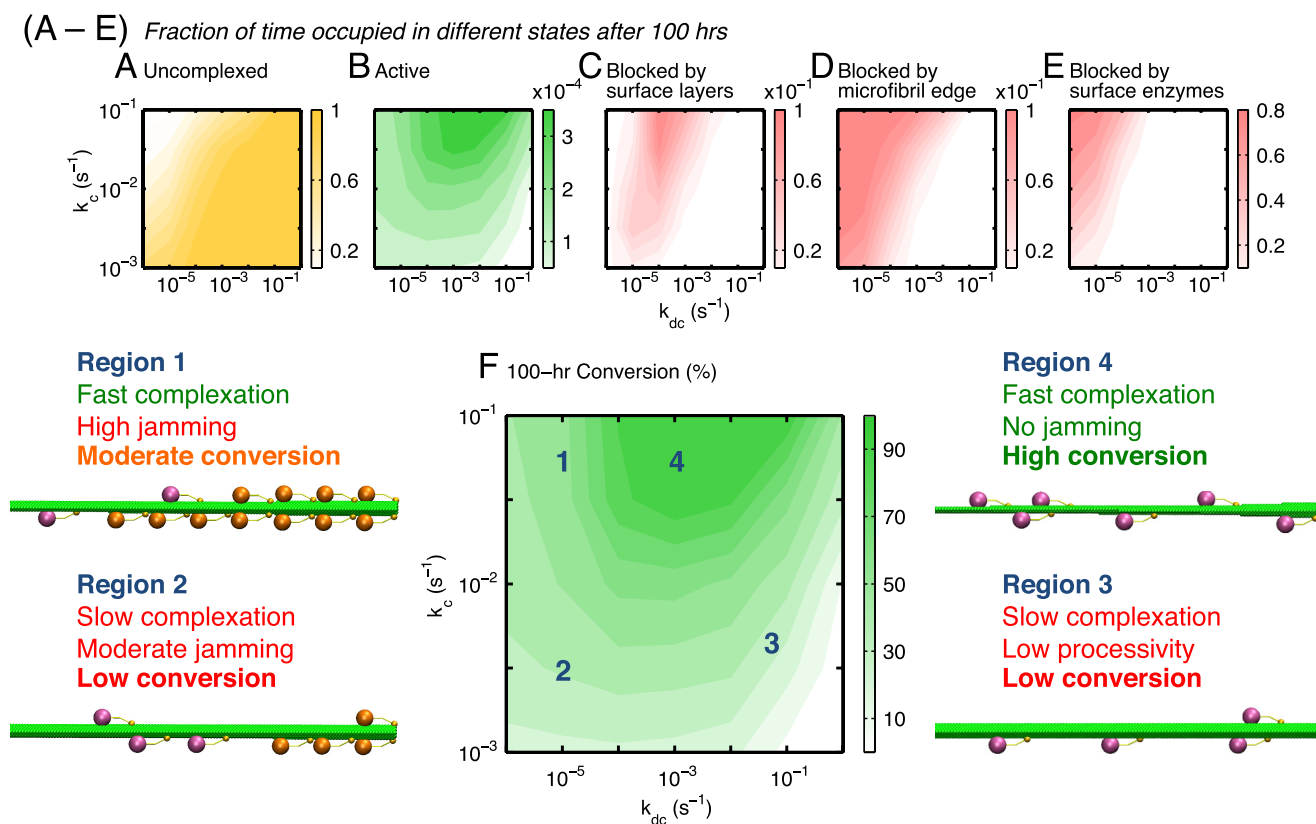 (A – E) Fraction of time occupied in different states after 100 hrs
A Uncomplexed
B Active
C Blocked by
surface layers
D Blocked by
microfibril edge
E Blocked by
surface enzymes
x10⁻⁴
x10⁻¹
x10⁻¹
k_c (s⁻¹)
10⁻¹
10⁻²
10⁻³
10⁻⁵ 10⁻³ 10⁻¹
1
0.6
0.2
10⁻⁵ 10⁻³ 10⁻¹
3
2
1
10⁻⁵ 10⁻³ 10⁻¹
1
0.6
0.2
10⁻⁵ 10⁻³ 10⁻¹
1
0.6
0.2
10⁻⁵ 10⁻³ 10⁻¹
0.8
0.6
0.4
0.2
k_dc (s⁻¹)
Region 1
Fast complexation
High jamming
Moderate conversion
Region 2
Slow complexation
Moderate jamming
Low conversion
F 100–hr Conversion (%)
k_c (s⁻¹)
10⁻¹
10⁻²
10⁻³
1
4
2
3
10⁻⁵ 10⁻³ 10⁻¹
k_dc (s⁻¹)
90
70
50
30
10
Region 4
Fast complexation
No jamming
High conversion
Region 3
Slow complexation
Low processivity
Low conversion